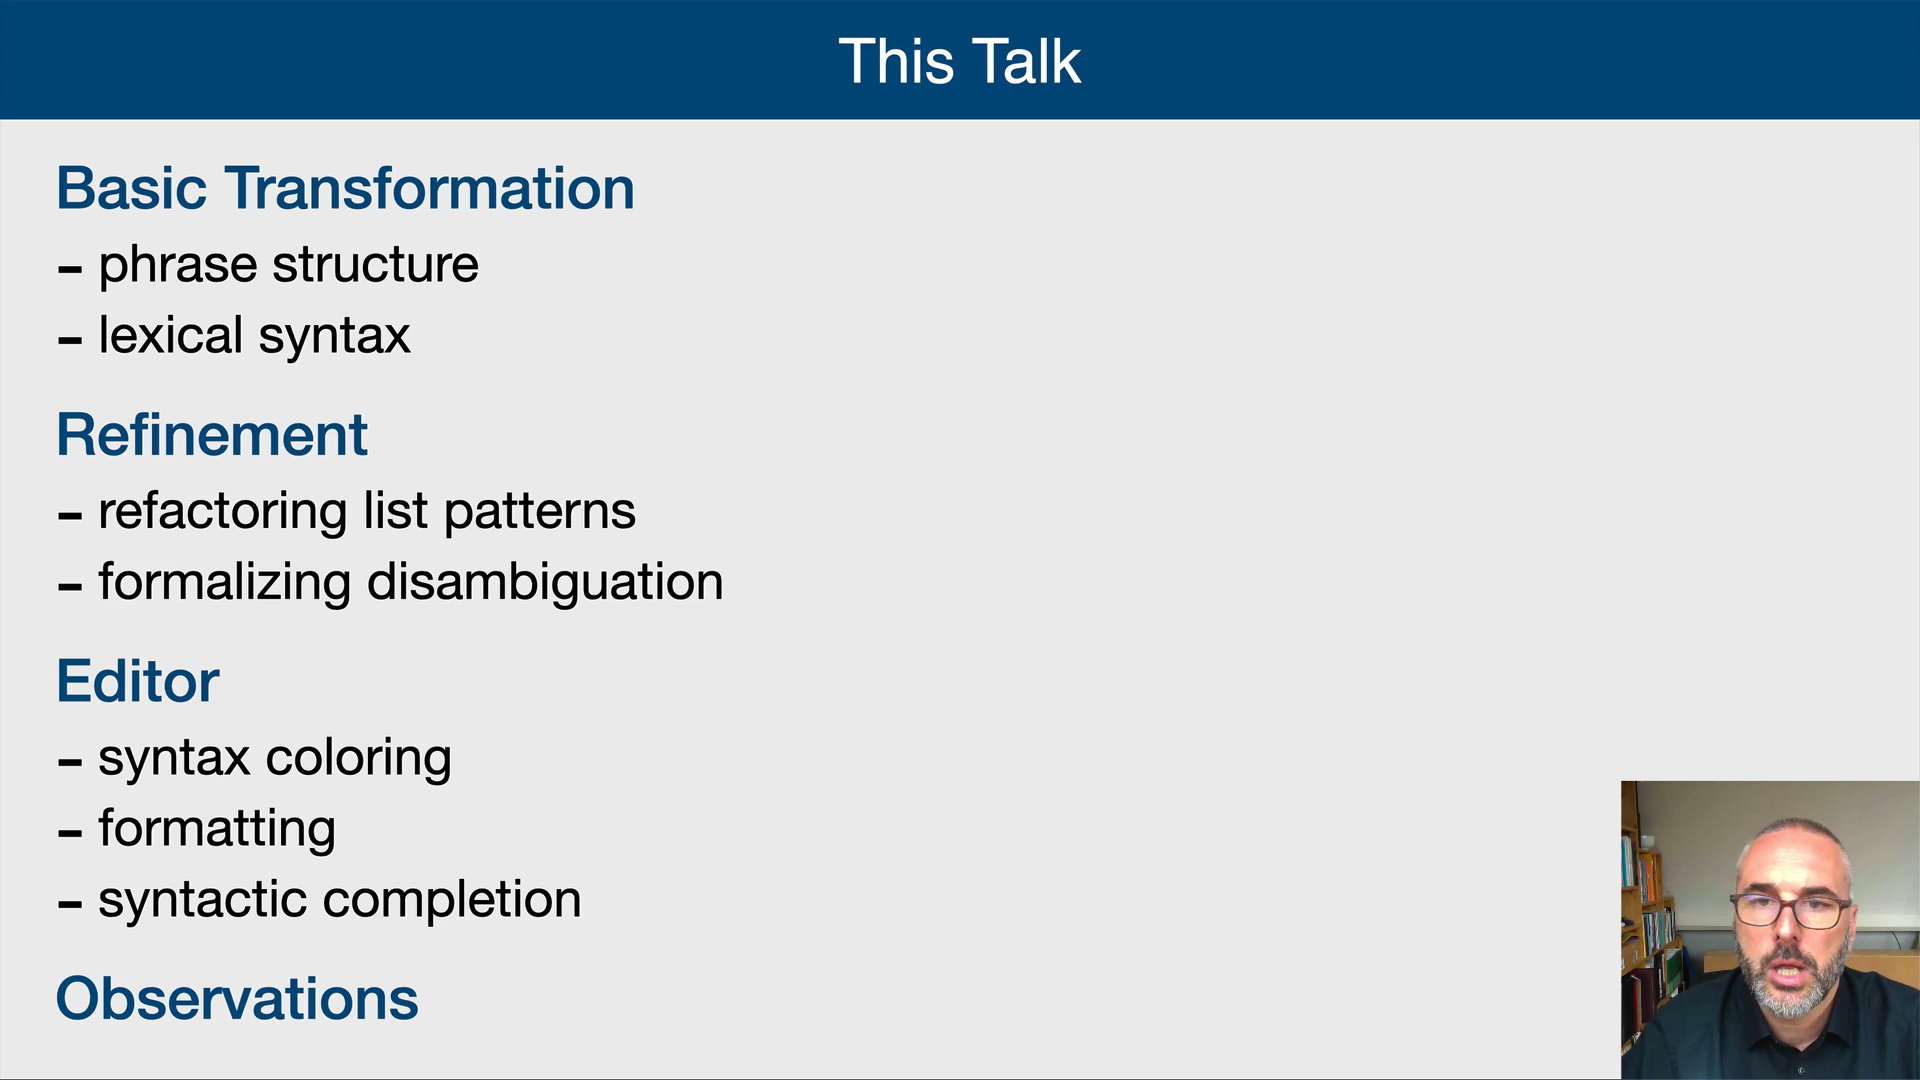 This Talk
Basic Transformation
- phrase structure
- lexical syntax
Refinement
- refactoring list patterns
- formalizing disambiguation
Editor
- syntax coloring
- formatting
- syntactic completion
Observations